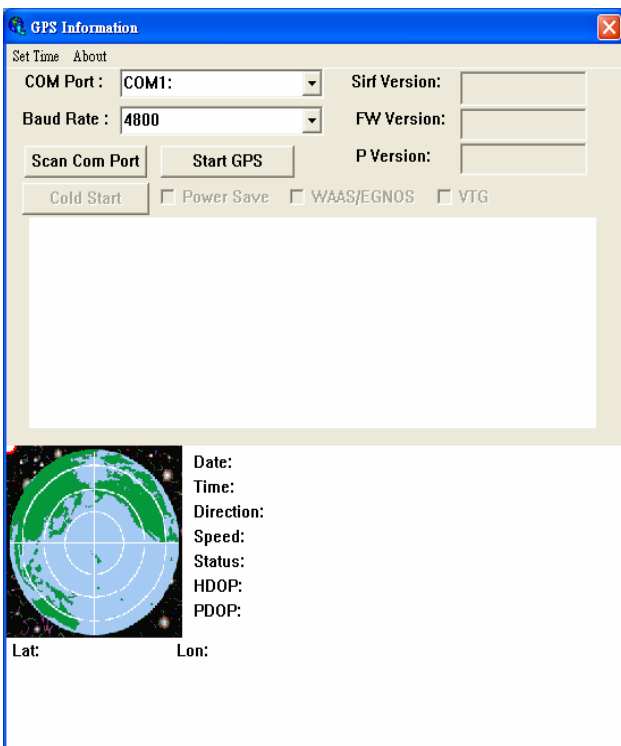 GPS Information
Set Time About
COM Port : COM1: Sirf Version:
Baud Rate : 4800 FW Version:
Scan Com Port Start GPS P Version:
Cold Start Power Save WAAS/EGNOS VTG
Date:
Time:
Direction:
Speed:
Status:
HDOP:
PDOP:
Lat: Lon: